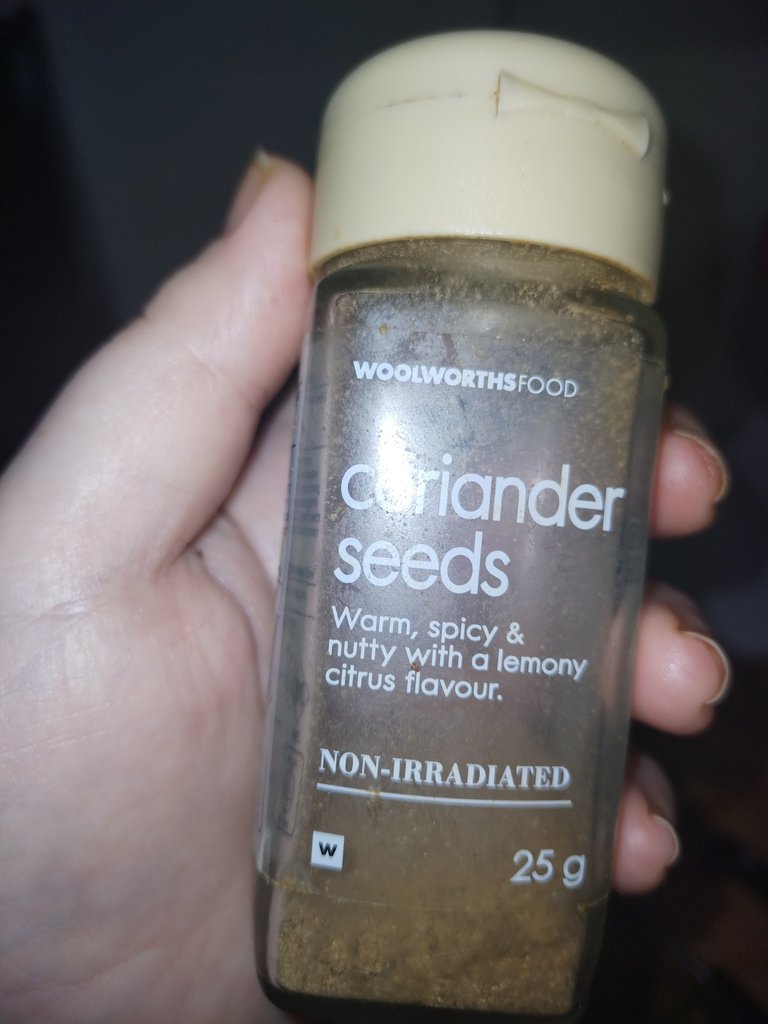 WOOLWORTHSFOOD
coriander
seeds
Warm, spicy &
nutty with a lemony
citrus flavour.
NON-IRRADIATED
W
25 g